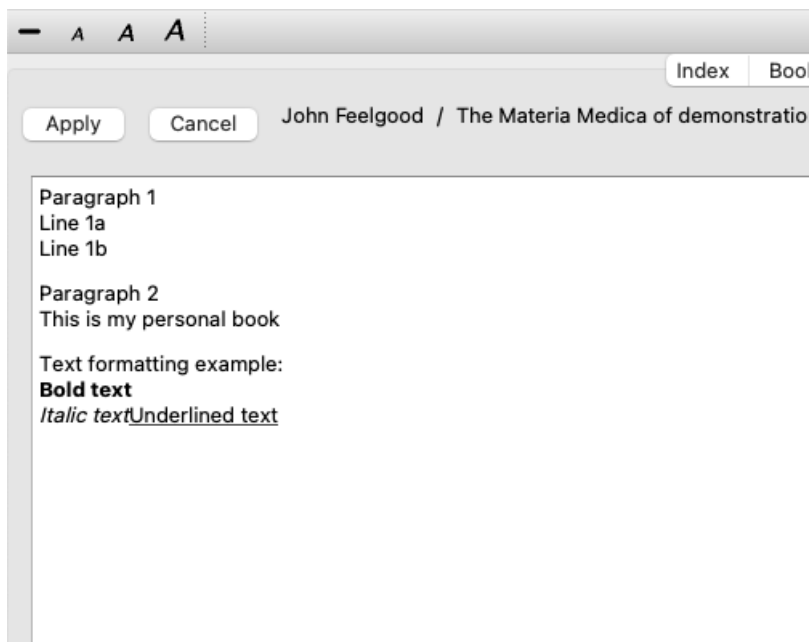 A A A
Index Book
Apply Cancel John Feelgood / The Materia Medica of demonstratio
Paragraph 1
Line 1a
Line 1b
Paragraph 2
This is my personal book
Text formatting example:
Bold text
Italic textUnderlined text